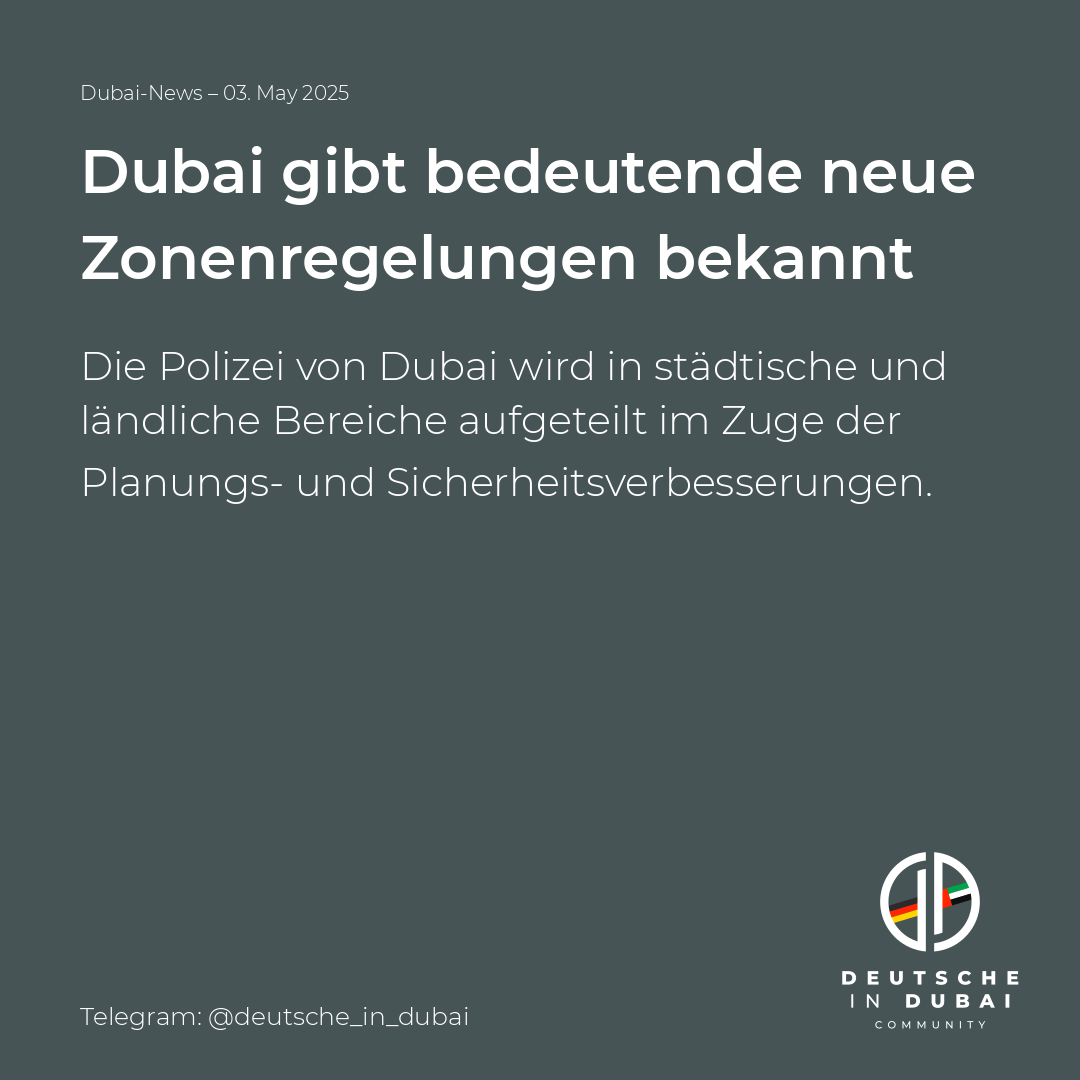 Dubai-News – 03. May 2025
Dubai gibt bedeutende neue
Zonenregelungen bekannt
Die Polizei von Dubai wird in städtische und
ländliche Bereiche aufgeteilt im Zuge der
Planungs- und Sicherheitsverbesserungen.
DEUTSCHE
IN DUBAI
COMMUNITY
Telegram: @deutsche_in_dubai